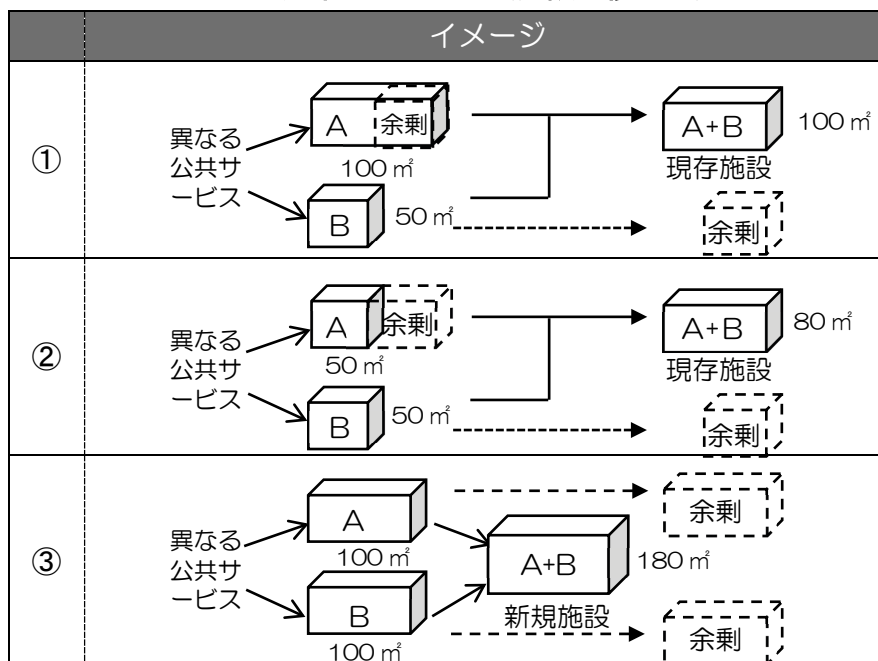 イメージ
①
異なる
公共サ
ービス
A
余剰
100㎡
B
50㎡
A+B
100㎡
現存施設
余剰
②
異なる
公共サ
ービス
A
余剰
50㎡
B
50㎡
A+B
80㎡
現存施設
余剰
③
異なる
公共サ
ービス
A
100㎡
B
100㎡
A+B
180㎡
新規施設
余剰
余剰